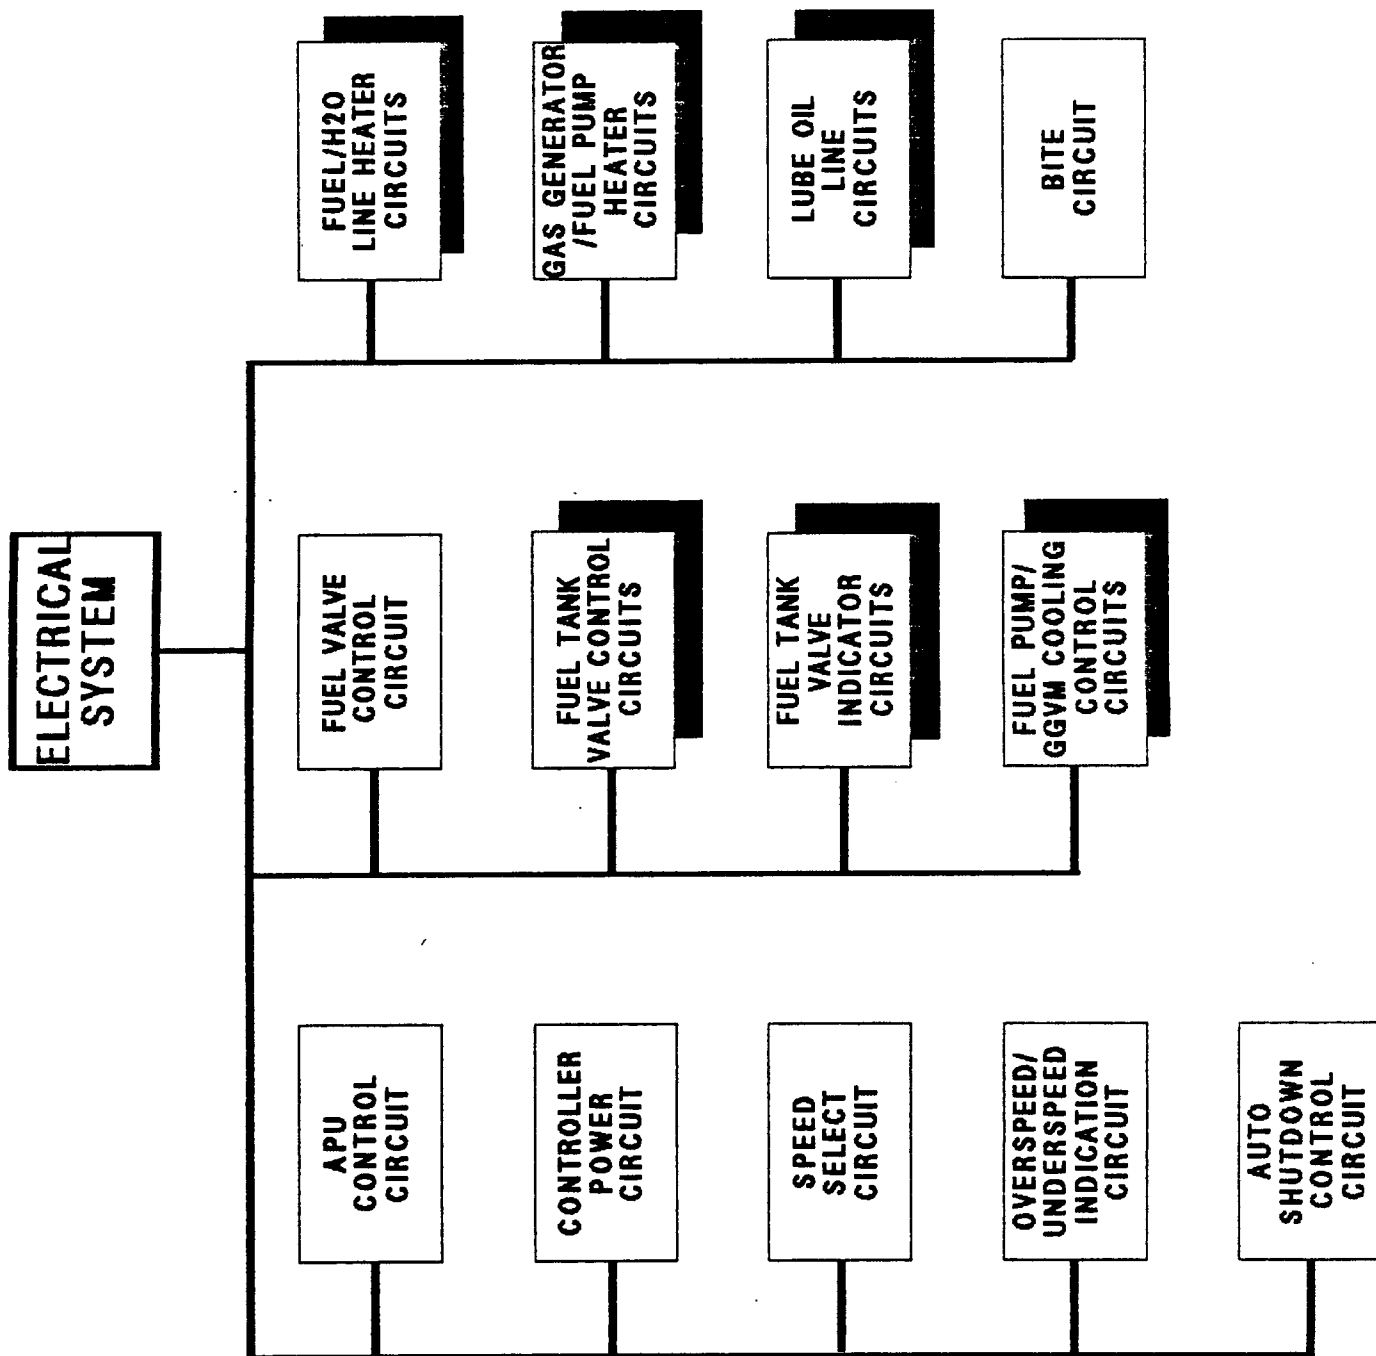 ELECTRICAL
SYSTEM
APU
CONTROL
CIRCUIT
CONTROLLER
POWER
CIRCUIT
SPEED
SELECT
CIRCUIT
OVERSPEED/
UNDERSPEED
INDICATION
CIRCUIT
AUTO
SHUTDOWN
CONTROL
CIRCUIT
FUEL VALVE
CONTROL
CIRCUIT
FUEL TANK
VALVE CONTROL
CIRCUITS
FUEL TANK
VALVE
INDICATOR
CIRCUITS
FUEL PUMP/
GGVM COOLING
CONTROL
CIRCUITS
FUEL/H2O
LINE HEATER
CIRCUITS
GAS GENERATOR
/FUEL PUMP
HEATER
CIRCUITS
LUBE OIL
LINE
CIRCUITS
BITE
CIRCUIT